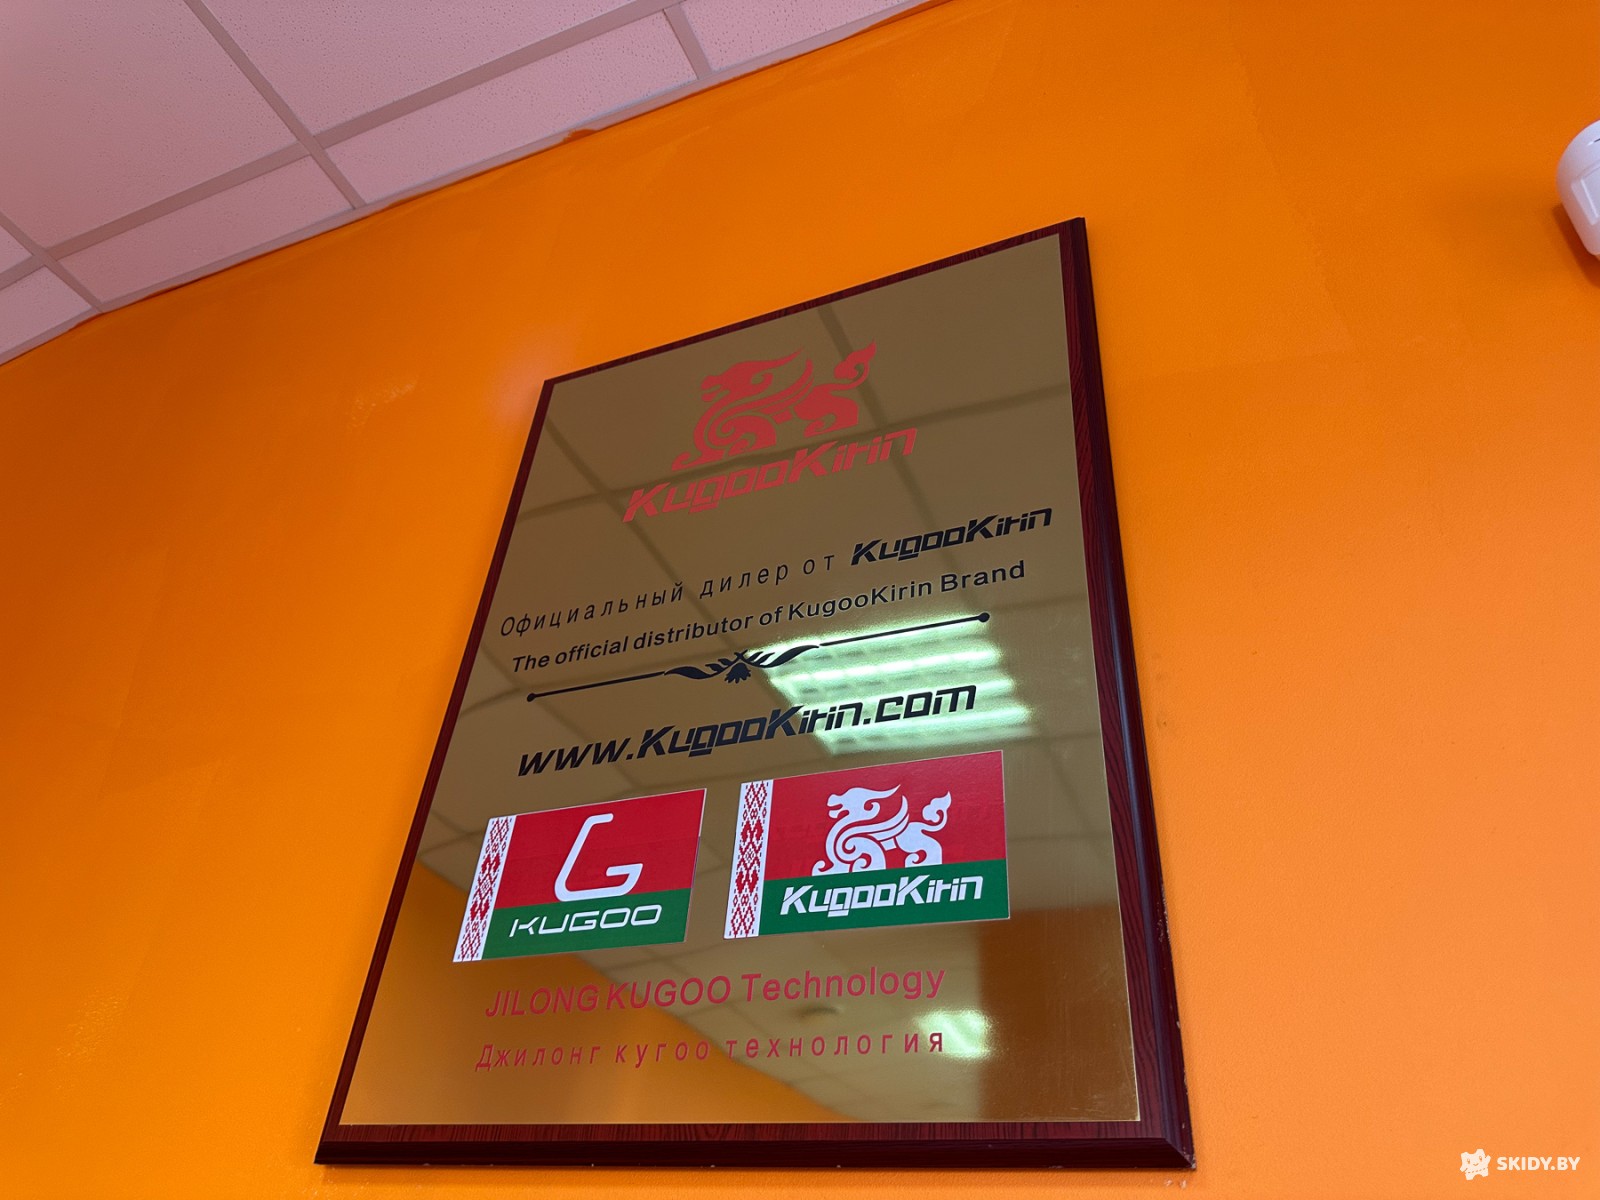 KugooKirin
Официальный дилер от KugooKirin
The official distributor of KugooKirin Brand
www.KugooKirin.com
KUGOO
KugooKirin
JILONG KUGOO Technology
Джилонг кугоо технология
SKIDY.BY